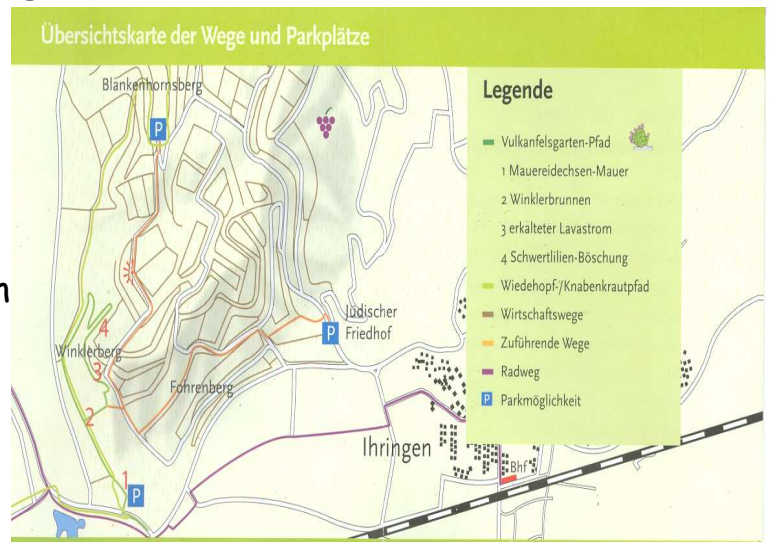 Übersichtskarte der Wege und Parkplätze
Blankenhornsberg
P
Legende
Vulkanfelsgarten-Pfad
1 Mauereidechsen-Mauer
2 Winklerbrunnen
3 erkälteter Lavastrom
4 Schwertlilien-Böschung
Wiedehopf-/Knabenkrautpfad
Wirtschaftswege
Zuführende Wege
Radweg
P Parkmöglichkeit
n
4
Winklerberg
3
2
1
P
Fohrenberg
P
Jüdischer
Friedhof
Ihringen
Bhf